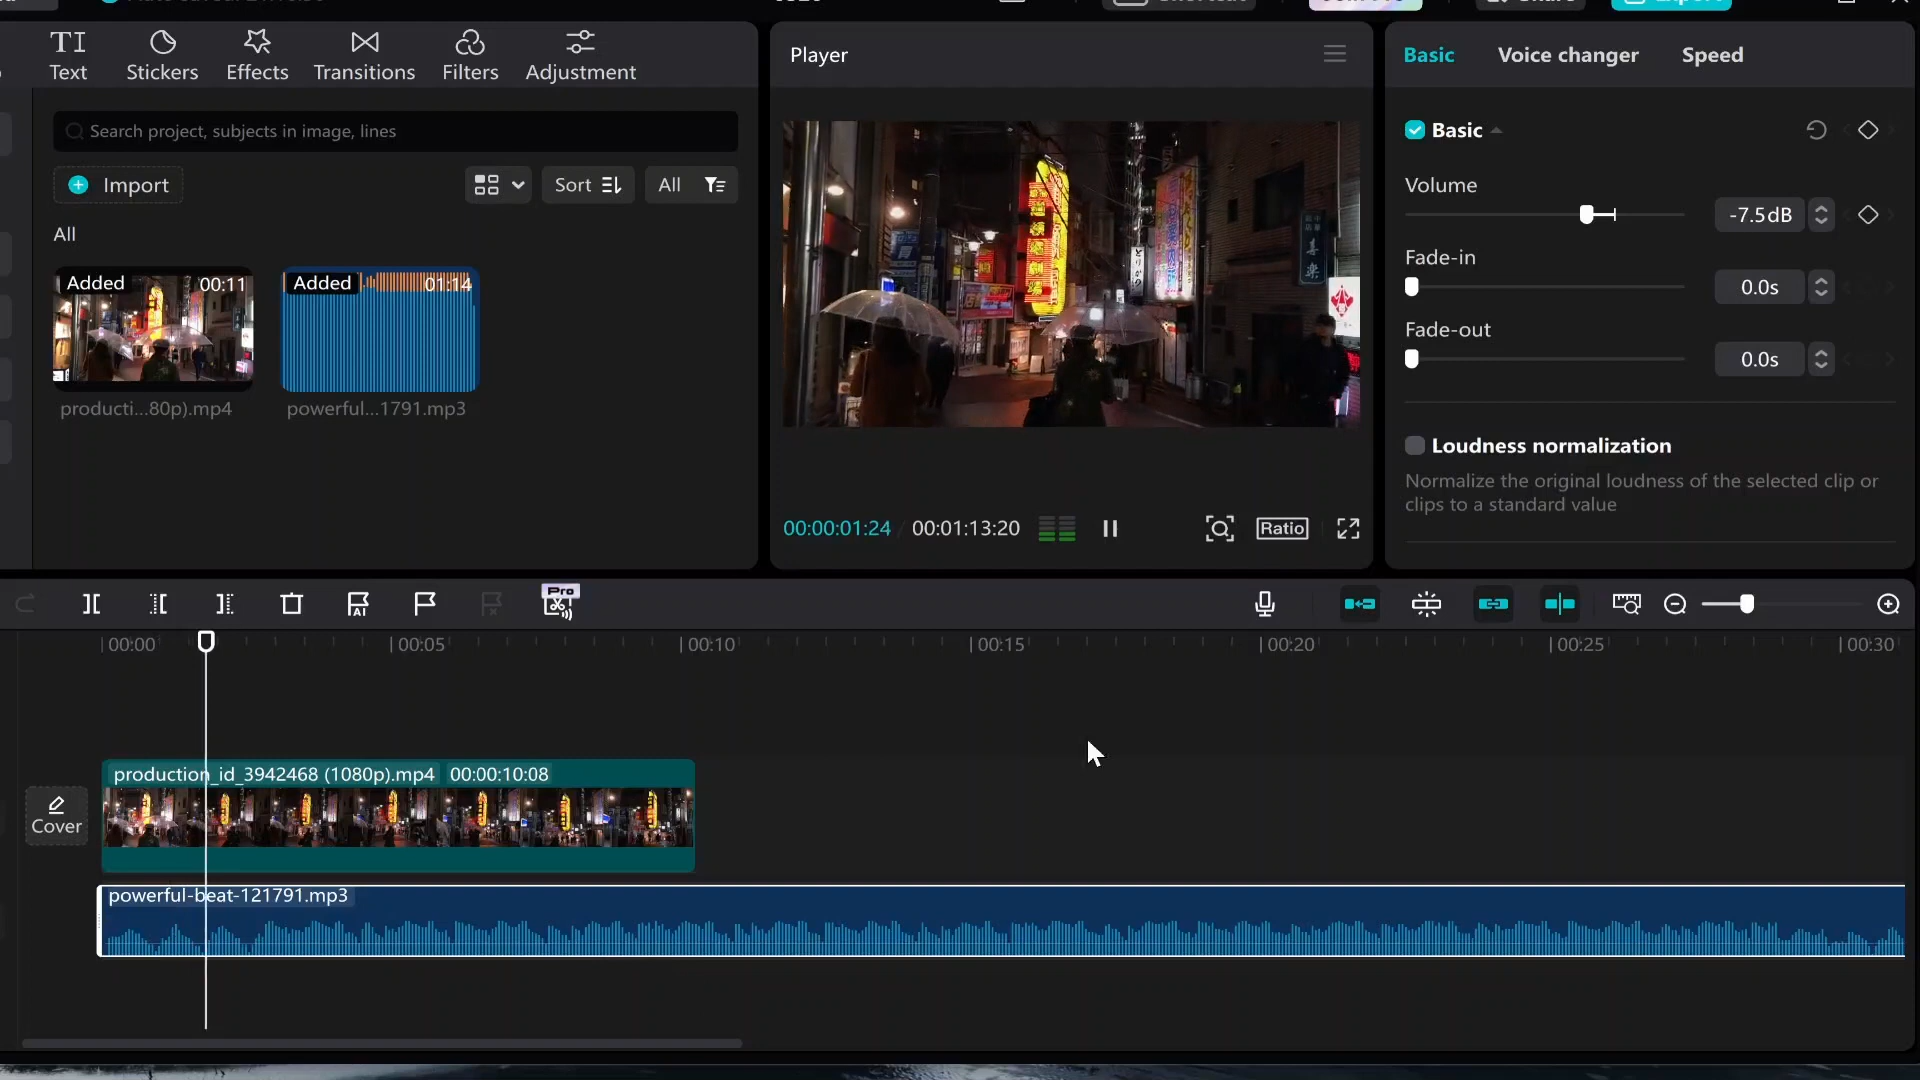 Text
Stickers
Effects
Transitions
Filters
Adjustment
Search project, subjects in image, lines
Import
Sort
All
All
Added
00:11
Added
01:14
producti...80p).mp4
powerful...1791.mp3
Player
00:00:01:24 / 00:01:13:20
Ratio
Basic
Voice changer
Speed
Basic
Volume
-7.5dB
Fade-in
0.0s
Fade-out
0.0s
Loudness normalization
Normalize the original loudness of the selected clip or
clips to a standard value
Pro
00:00
00:05
00:10
00:15
00:20
00:25
00:30
production_id_3942468 (1080p).mp4 00:00:10:08
Cover
powerful-beat-121791.mp3